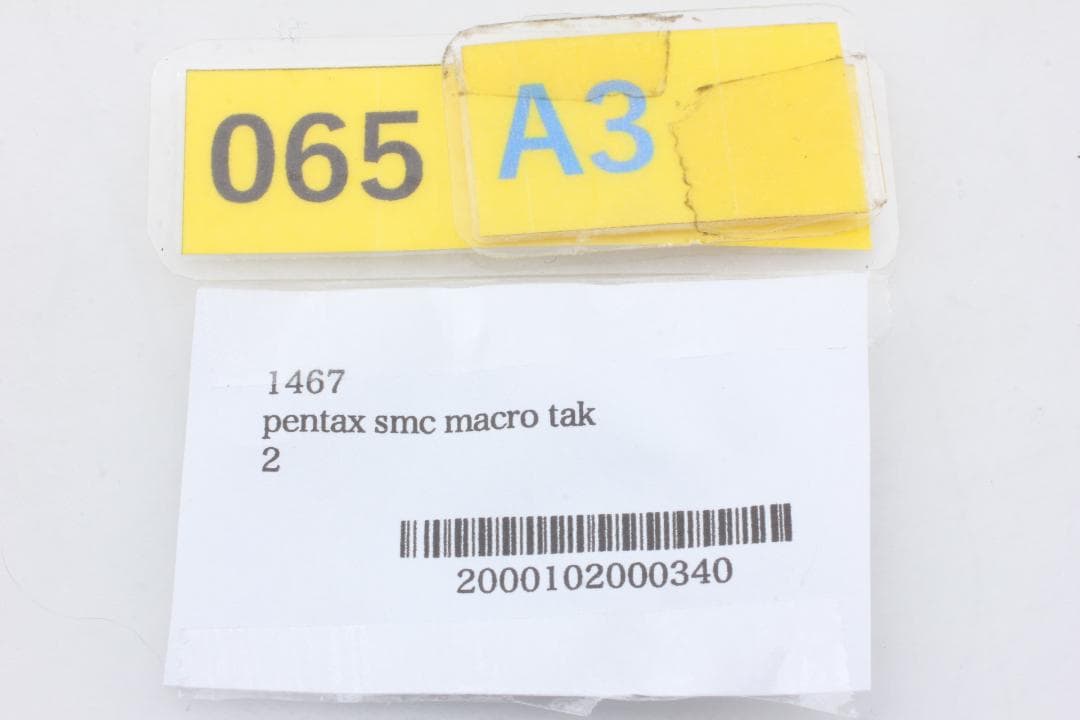 065
A3
1467
pentax smc macro tak
2
2000102000340